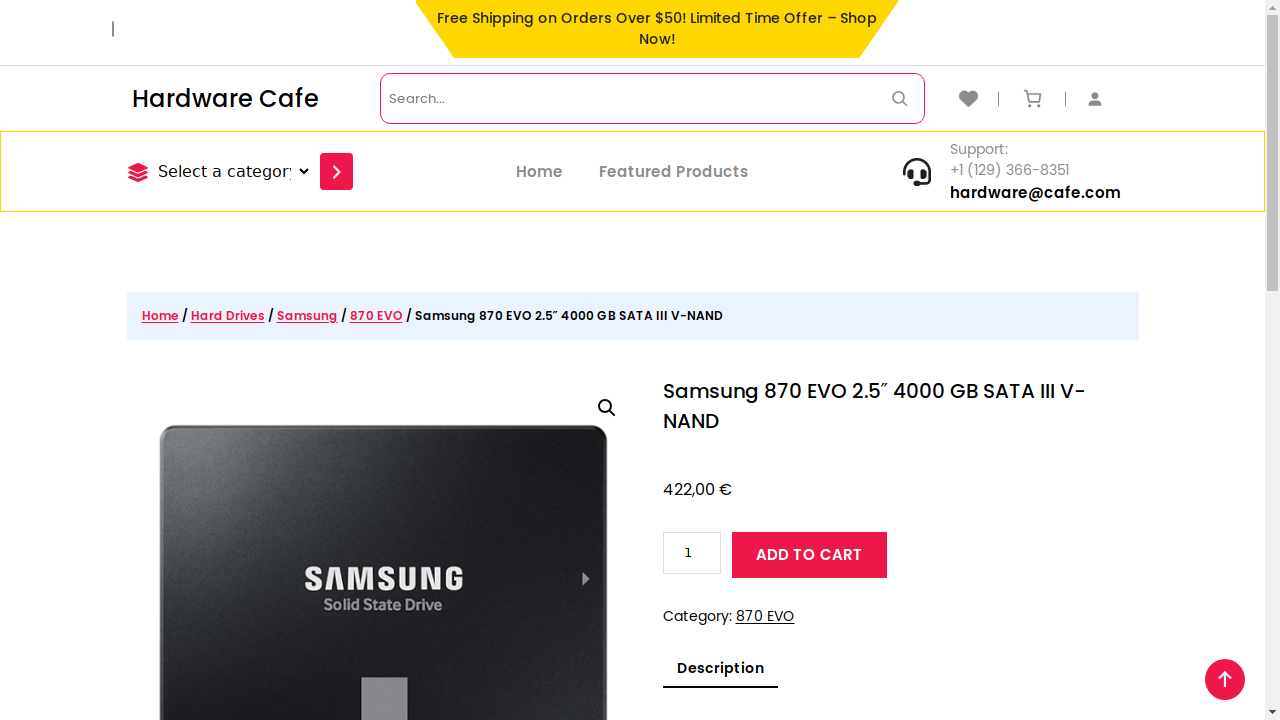 Free Shipping on Orders Over $50! Limited Time Offer – Shop
Now!
Hardware Cafe
Search...
Select a category
Home
Featured Products
Support:
+1 (129) 366-8351
hardware@cafe.com
Home / Hard Drives / Samsung / 870 EVO / Samsung 870 EVO 2.5″ 4000 GB SATA III V-NAND
Samsung 870 EVO 2.5″ 4000 GB SATA III V-
NAND
422,00 €
1
ADD TO CART
Category: 870 EVO
Description
SAMSUNG
Solid State Drive